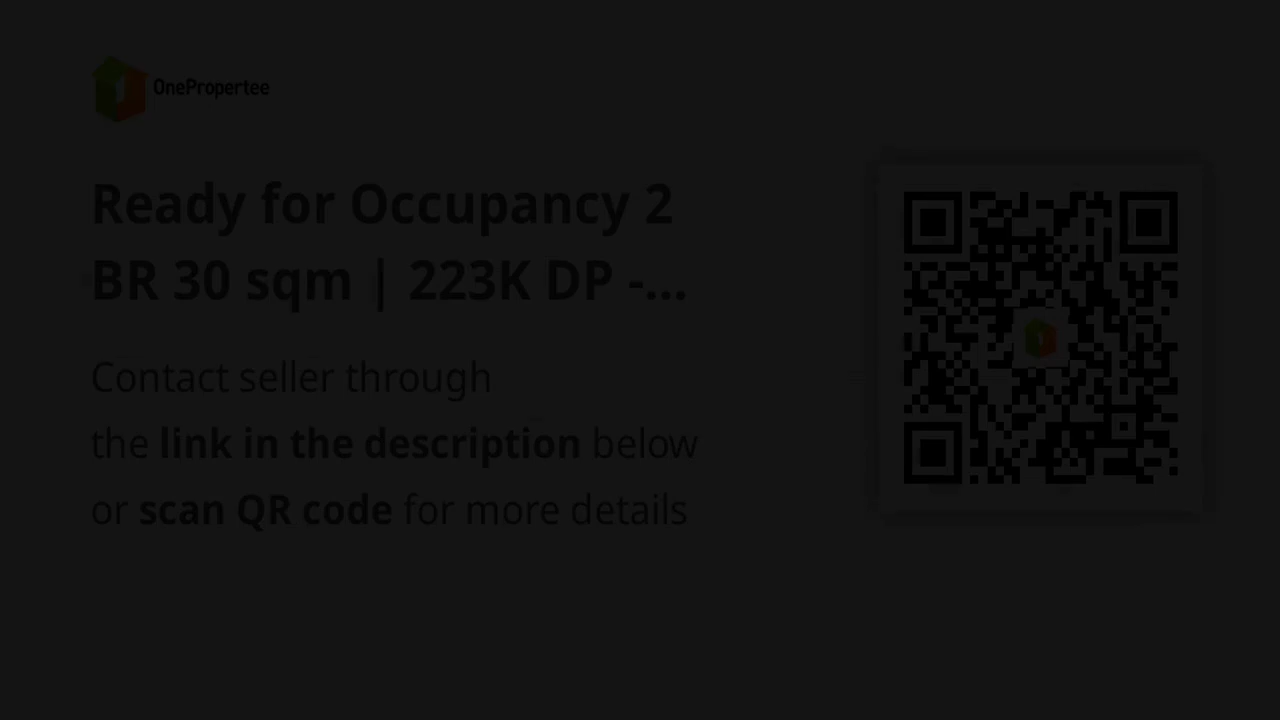 OnePropertee
Ready for Occupancy 2
BR 30 sqm | 223K DP -...
Contact seller through
the link in the description below
or scan QR code for more details